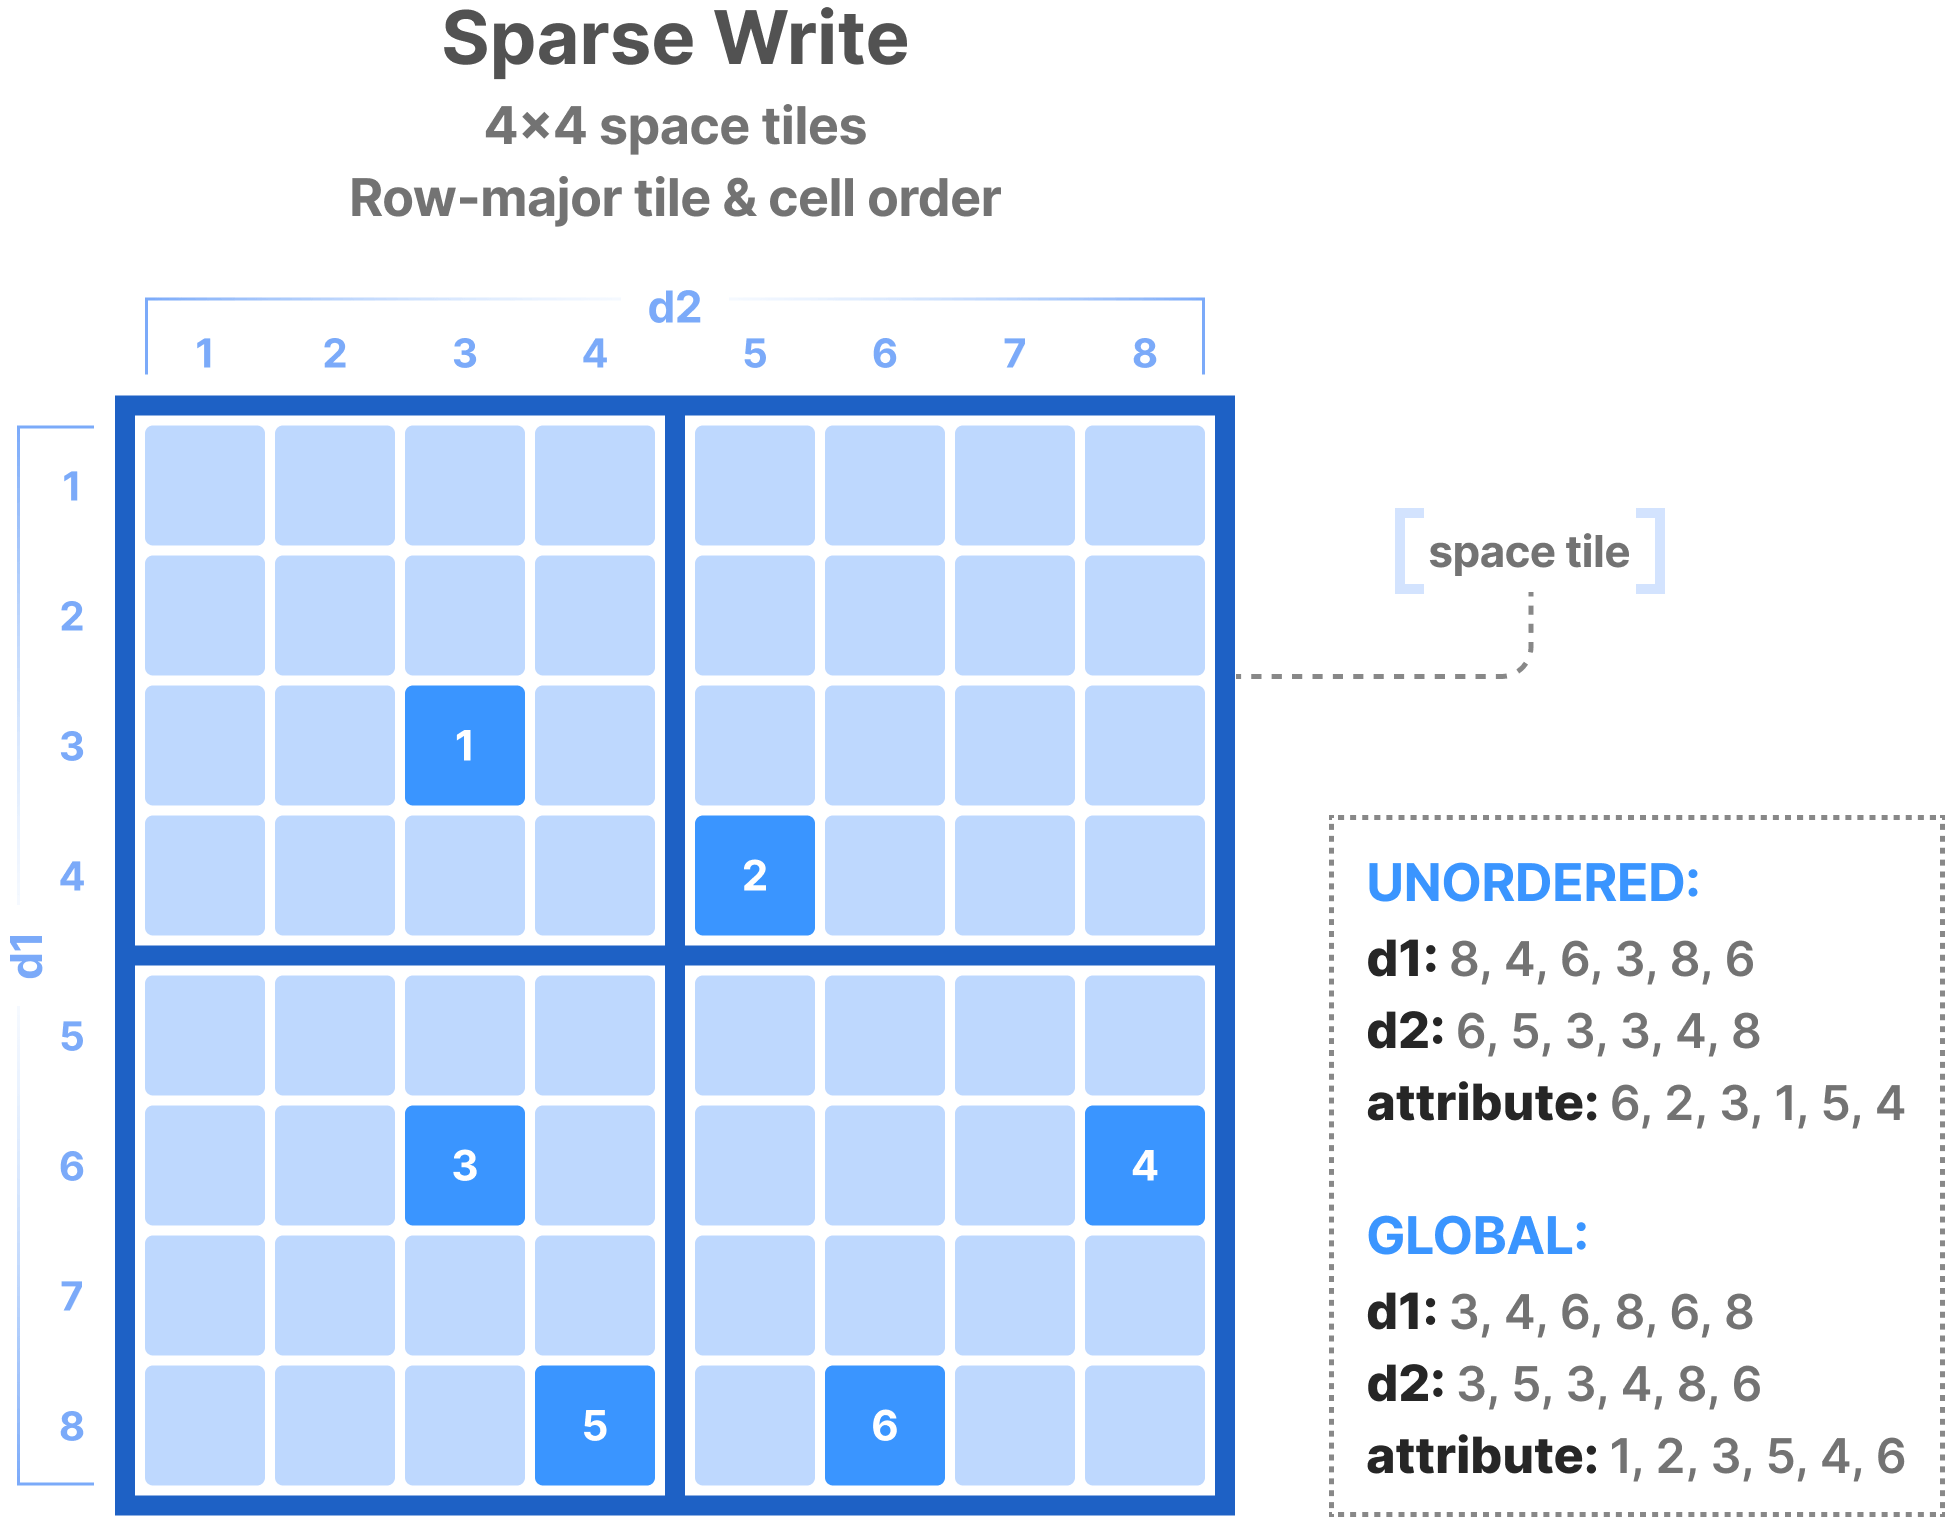 Sparse Write
4×4 space tiles
Row-major tile & cell order
d2
1 2 3 4 5 6 7 8
d1
1
2
3
4
5
6
7
8
1
2
3
4
5
6
space tile
UNORDERED:
d1: 8, 4, 6, 3, 8, 6
d2: 6, 5, 3, 3, 4, 8
attribute: 6, 2, 3, 1, 5, 4
GLOBAL:
d1: 3, 4, 6, 8, 6, 8
d2: 3, 5, 3, 4, 8, 6
attribute: 1, 2, 3, 5, 4, 6